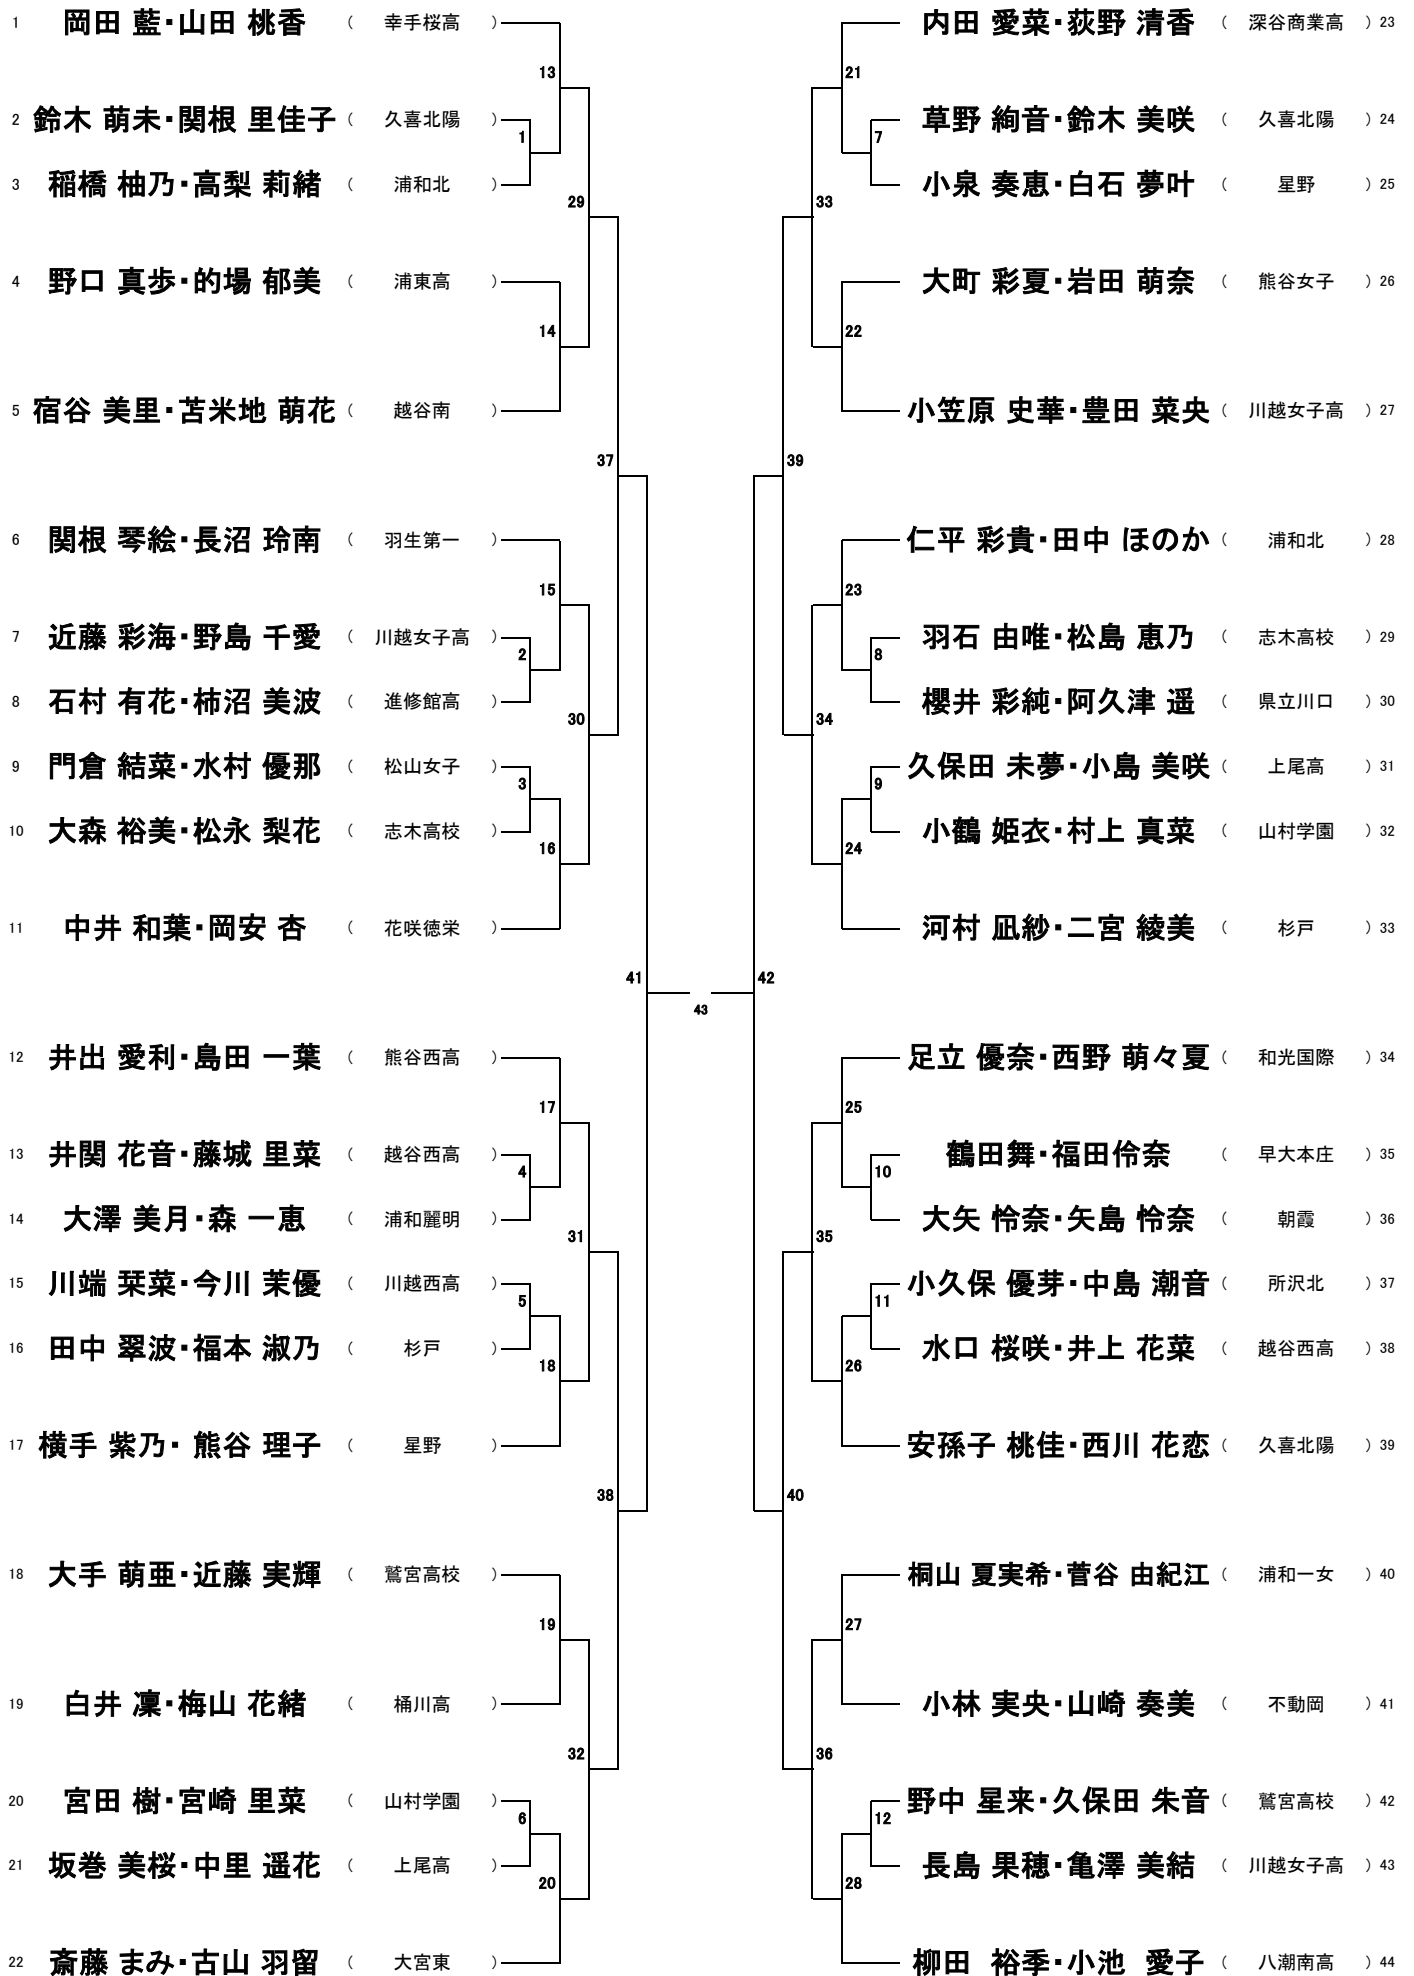 1 岡田 藍・山田 桃香 ( 幸手桜高 )
13
2 鈴木 萌未・関根 里佳子 ( 久喜北陽 )
1
3 稲橋 柚乃・高梨 莉緒 ( 浦和北 )
29
4 野口 真歩・的場 郁美 ( 浦東高 )
14
5 宿谷 美里・苫米地 萌花 ( 越谷南 )
37
6 関根 琴絵・長沼 玲南 ( 羽生第一 )
15
7 近藤 彩海・野島 千愛 ( 川越女子高 )
2
8 石村 有花・柿沼 美波 ( 進修館高 )
30
9 門倉 結菜・水村 優那 ( 松山女子 )
3
10 大森 裕美・松永 梨花 ( 志木高校 )
16
11 中井 和葉・岡安 杏 ( 花咲徳栄 )
41
12 井出 愛利・島田 一葉 ( 熊谷西高 )
17
13 井関 花音・藤城 里菜 ( 越谷西高 )
4
14 大澤 美月・森 一恵 ( 浦和麗明 )
31
15 川端 栞菜・今川 茉優 ( 川越西高 )
5
16 田中 翠波・福本 淑乃 ( 杉戸 )
18
17 横手 紫乃・ 熊谷 理子 ( 星野 )
38
18 大手 萌亜・近藤 実輝 ( 鷲宮高校 )
19
19 白井 凜・梅山 花緒 ( 桶川高 )
32
20 宮田 樹・宮崎 里菜 ( 山村学園 )
6
21 坂巻 美桜・中里 遥花 ( 上尾高 )
20
22 斎藤 まみ・古山 羽留 ( 大宮東 )
43
内田 愛菜・荻野 清香 ( 深谷商業高 ) 23
21
草野 絢音・鈴木 美咲 ( 久喜北陽 ) 24
7
小泉 奏恵・白石 夢叶 ( 星野 ) 25
33
大町 彩夏・岩田 萌奈 ( 熊谷女子 ) 26
22
小笠原 史華・豊田 菜央 ( 川越女子高 ) 27
39
仁平 彩貴・田中 ほのか ( 浦和北 ) 28
23
羽石 由唯・松島 恵乃 ( 志木高校 ) 29
8
櫻井 彩純・阿久津 遥 ( 県立川口 ) 30
34
久保田 未夢・小島 美咲 ( 上尾高 ) 31
9
小鶴 姫衣・村上 真菜 ( 山村学園 ) 32
24
河村 凪紗・二宮 綾美 ( 杉戸 ) 33
42
足立 優奈・西野 萌々夏 ( 和光国際 ) 34
25
鶴田舞・福田伶奈 ( 早大本庄 ) 35
10
大矢 怜奈・矢島 怜奈 ( 朝霞 ) 36
35
小久保 優芽・中島 潮音 ( 所沢北 ) 37
11
水口 桜咲・井上 花菜 ( 越谷西高 ) 38
26
安孫子 桃佳・西川 花恋 ( 久喜北陽 ) 39
40
桐山 夏実希・菅谷 由紀江 ( 浦和一女 ) 40
27
小林 実央・山崎 奏美 ( 不動岡 ) 41
36
野中 星来・久保田 朱音 ( 鷲宮高校 ) 42
12
長島 果穂・亀澤 美結 ( 川越女子高 ) 43
28
柳田 裕季・小池 愛子 ( 八潮南高 ) 44